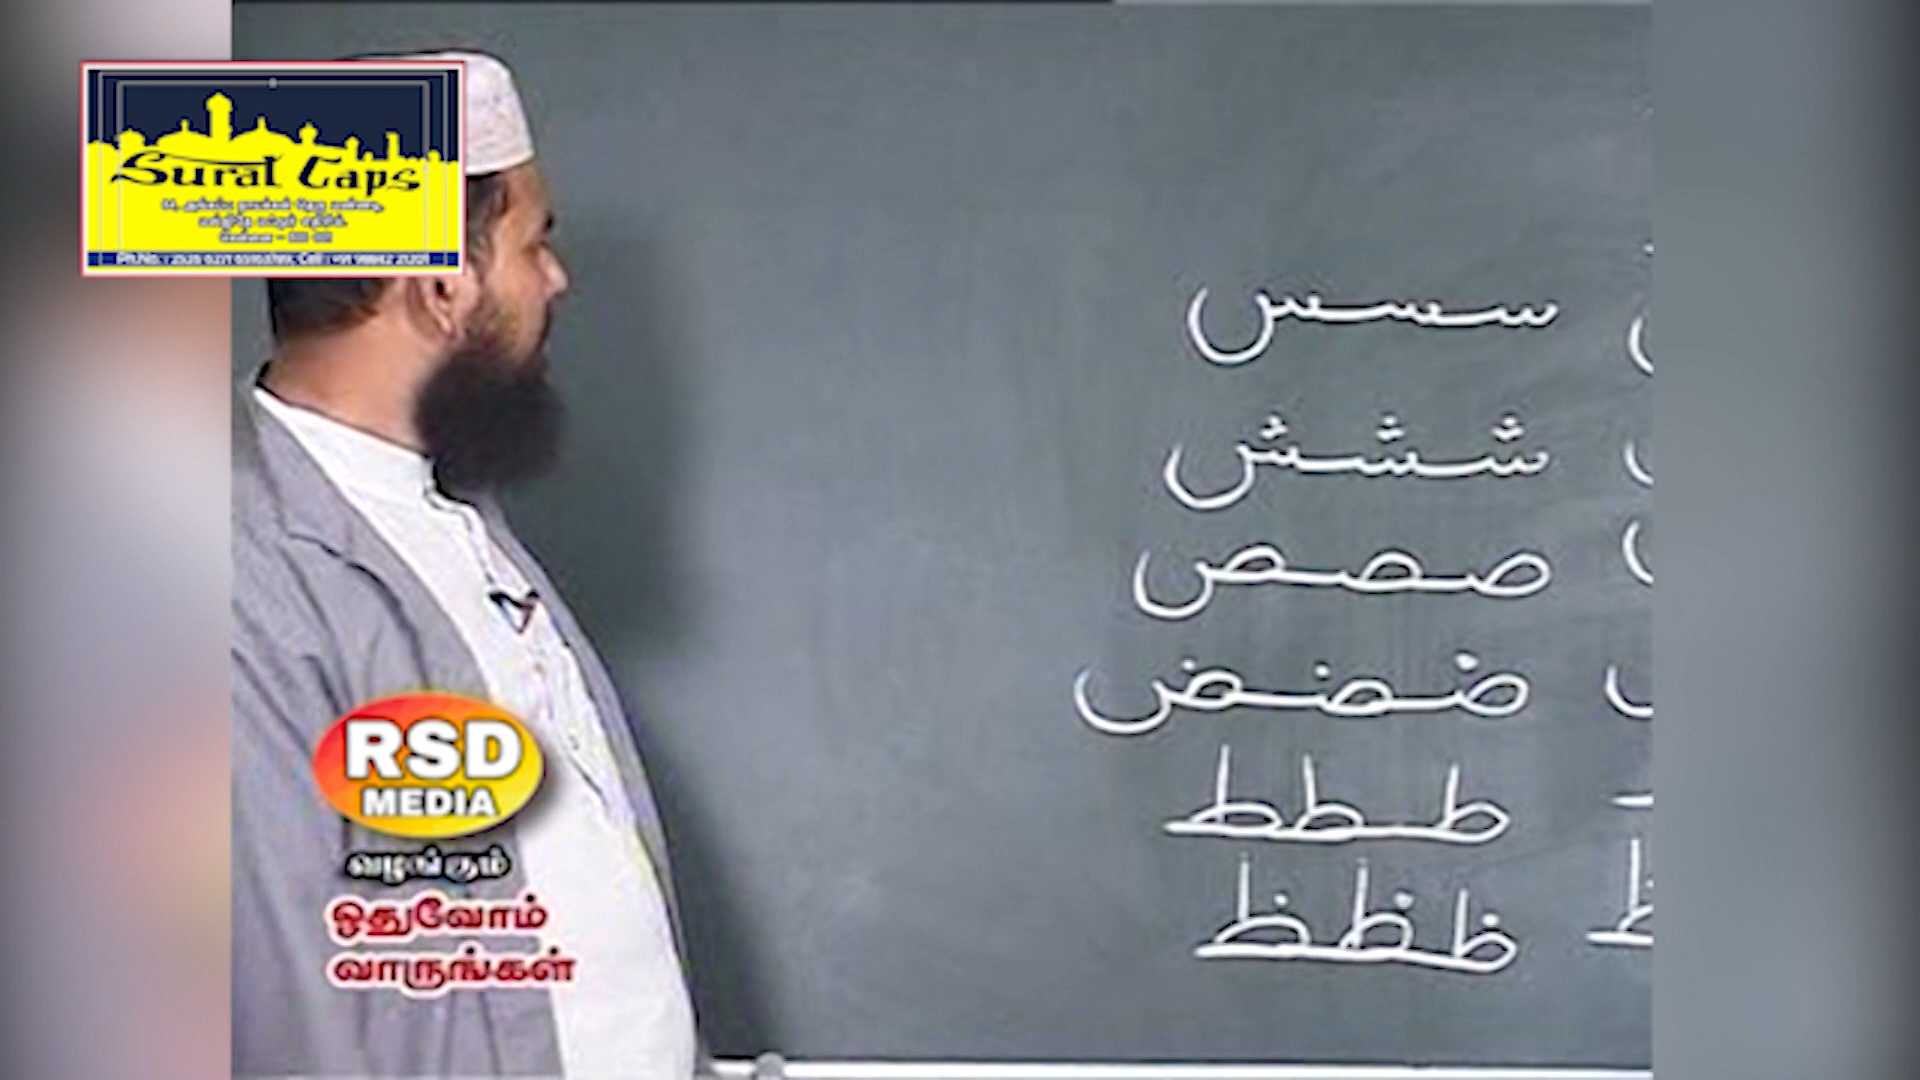 Surat Caps
RSD
MEDIA
வழங்கும்
ஓதுவோம்
வாருங்கள்
سسس
ششش
صصص
ضضض
ططط
ظظظ